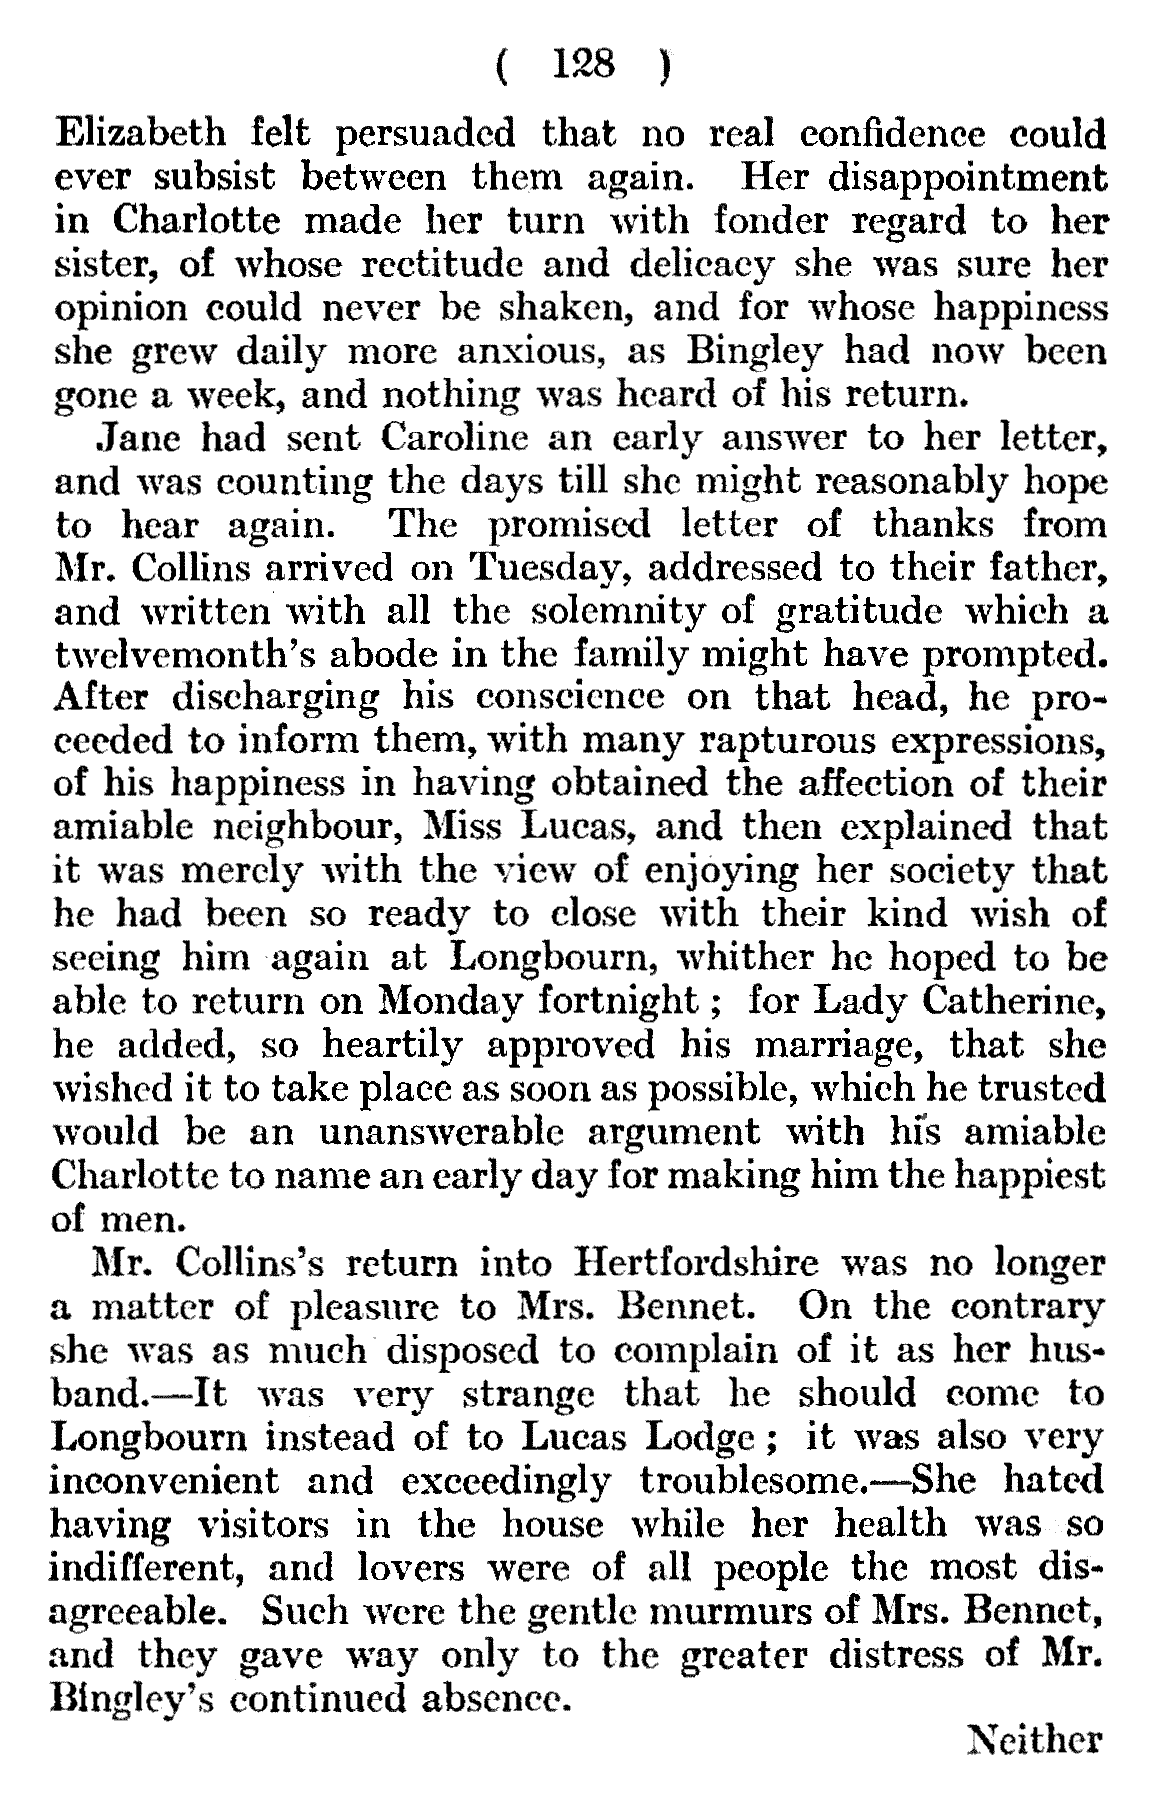 ( 128 )
Elizabeth felt persuaded that no real confidence could
ever subsist between them again. Her disappointment
in Charlotte made her turn with fonder regard to her
sister, of whose rectitude and delicacy she was sure her
opinion could never be shaken, and for whose happiness
she grew daily more anxious, as Bingley had now been
gone a week, and nothing was heard of his return.
Jane had sent Caroline an early answer to her letter,
and was counting the days till she might reasonably hope
to hear again. The promised letter of thanks from
Mr. Collins arrived on Tuesday, addressed to their father,
and written with all the solemnity of gratitude which a
twelvemonth's abode in the family might have prompted.
After discharging his conscience on that head, he pro-
ceeded to inform them, with many rapturous expressions,
of his happiness in having obtained the affection of their
amiable neighbour, Miss Lucas, and then explained that
it was merely with the view of enjoying her society that
he had been so ready to close with their kind wish of
seeing him again at Longbourn, whither he hoped to be
able to return on Monday fortnight ; for Lady Catherine,
he added, so heartily approved his marriage, that she
wished it to take place as soon as possible, which he trusted
would be an unanswerable argument with his amiable
Charlotte to name an early day for making him the happiest
of men.
Mr. Collins's return into Hertfordshire was no longer
a matter of pleasure to Mrs. Bennet. On the contrary
she was as much disposed to complain of it as her hus-
band.—It was very strange that he should come to
Longbourn instead of to Lucas Lodge ; it was also very
inconvenient and exceedingly troublesome.—She hated
having visitors in the house while her health was so
indifferent, and lovers were of all people the most dis-
agreeable. Such were the gentle murmurs of Mrs. Bennet,
and they gave way only to the greater distress of Mr.
Bingley's continued absence.
Neither